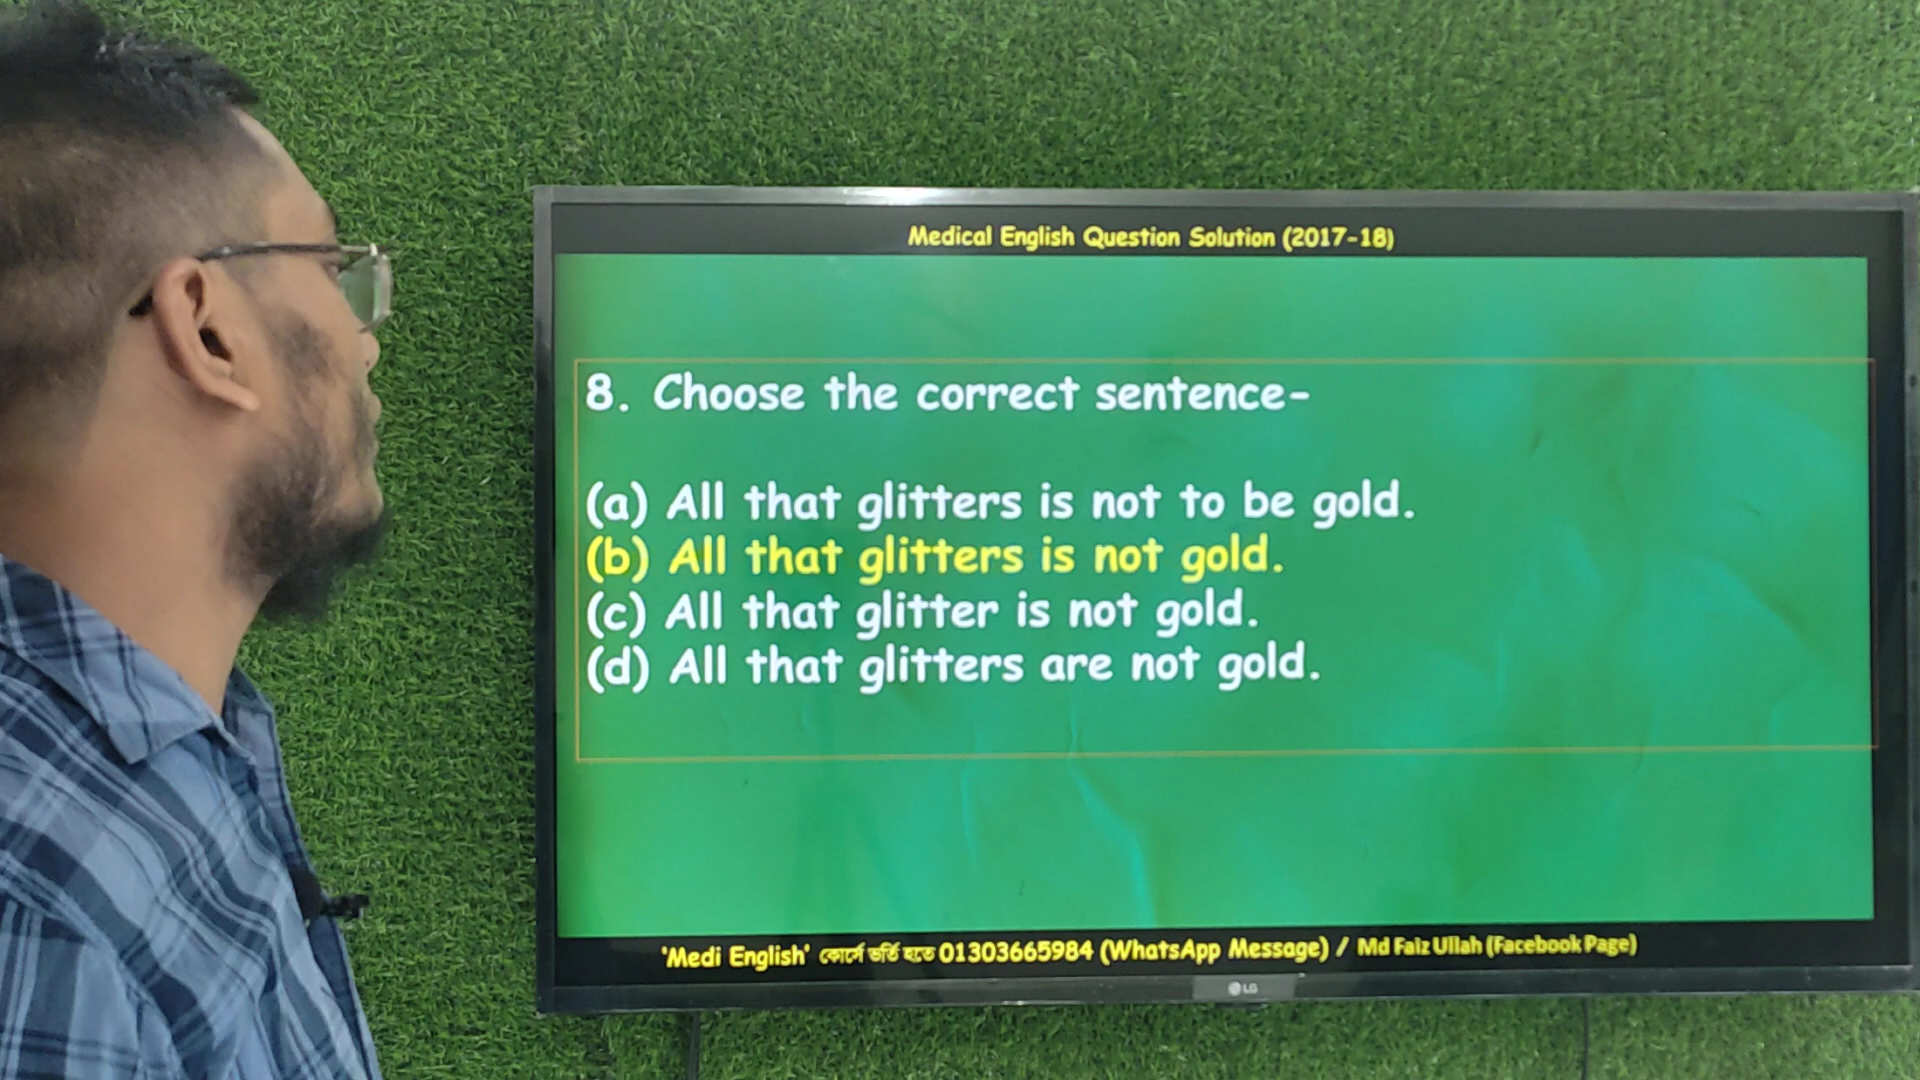 Medical English Question Solution (2017-18)
8. Choose the correct sentence-
(a) All that glitters is not to be gold.
(b) All that glitters is not gold.
(c) All that glitter is not gold.
(d) All that glitters are not gold.
'Medi English' কোর্সে ভর্তি হতে 01303665984 (WhatsApp Message) / Md Faiz Ullah (Facebook Page)
LG